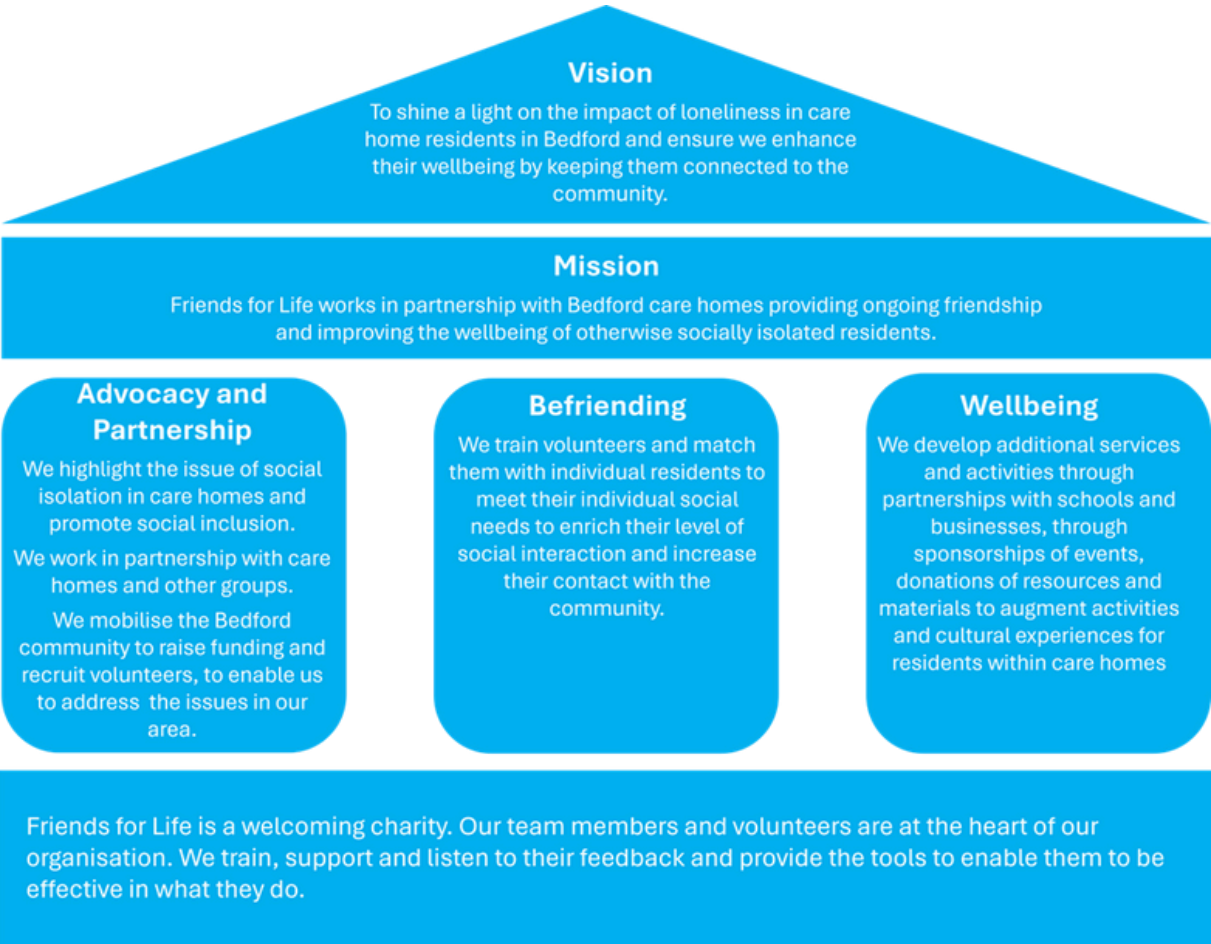 Vision
To shine a light on the impact of loneliness in care
home residents in Bedford and ensure we enhance
their wellbeing by keeping them connected to the
community.
Mission
Friends for Life works in partnership with Bedford care homes providing ongoing friendship
and improving the wellbeing of otherwise socially isolated residents.
Advocacy and
Partnership
We highlight the issue of social
isolation in care homes and
promote social inclusion.
We work in partnership with care
homes and other groups.
We mobilise the Bedford
community to raise funding and
recruit volunteers, to enable us
to address  the issues in our
area.
Befriending
We train volunteers and match
them with individual residents to
meet their individual social
needs to enrich their level of
social interaction and increase
their contact with the
community.
Wellbeing
We develop additional services
and activities through
partnerships with schools and
businesses, through
sponsorships of events,
donations of resources and
materials to augment activities
and cultural experiences for
residents within care homes
Friends for Life is a welcoming charity. Our team members and volunteers are at the heart of our
organisation. We train, support and listen to their feedback and provide the tools to enable them to be
effective in what they do.